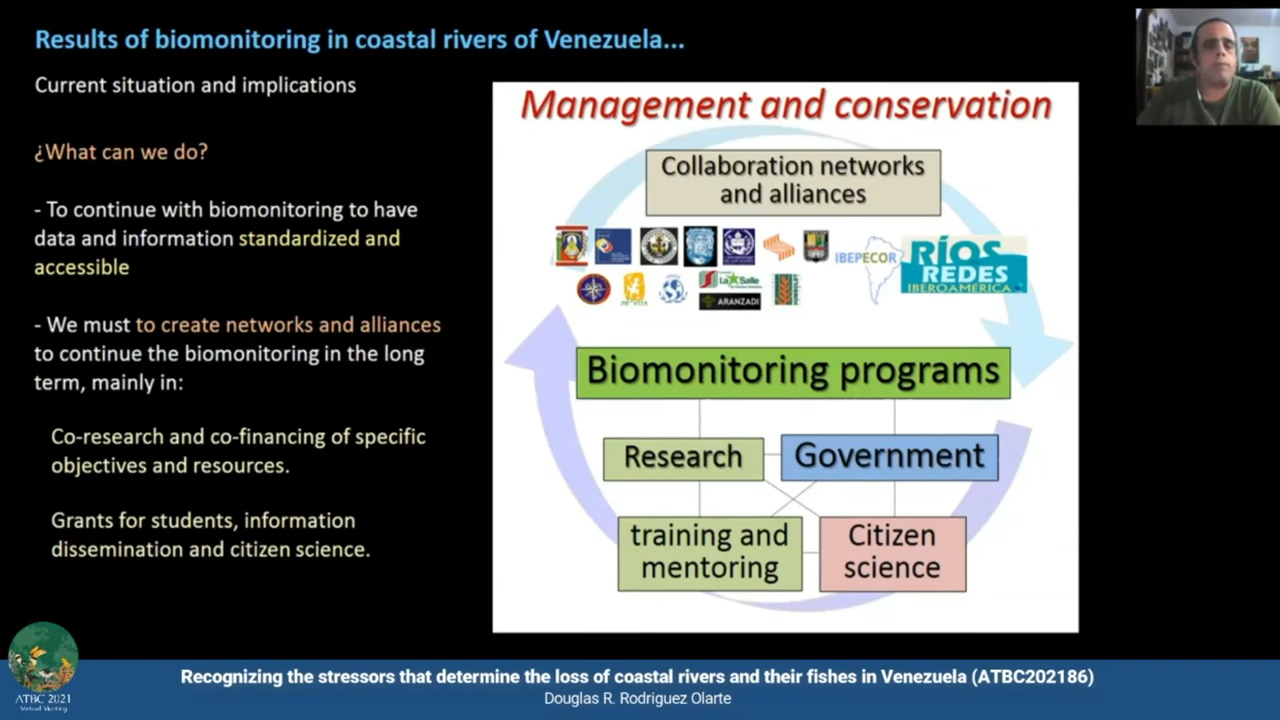 Results of biomonitoring in coastal rivers of Venezuela...
Current situation and implications
¿What can we do?
- To continue with biomonitoring to have
data and information standardized and
accessible
- We must to create networks and alliances
to continue the biomonitoring in the long
term, mainly in:
Co-research and co-financing of specific
objectives and resources.
Grants for students, information
dissemination and citizen science.
Management and conservation
Collaboration networks
and alliances
IBEPECOR
RÍOS
REDES
IBEROAMERICA
La Salle
ARANZADI
Biomonitoring programs
Research
Government
training and
mentoring
Citizen
science
ATBC 2021
Virtual Meeting
Recognizing the stressors that determine the loss of coastal rivers and their fishes in Venezuela (ATBC202186)
Douglas R. Rodriguez Olarte